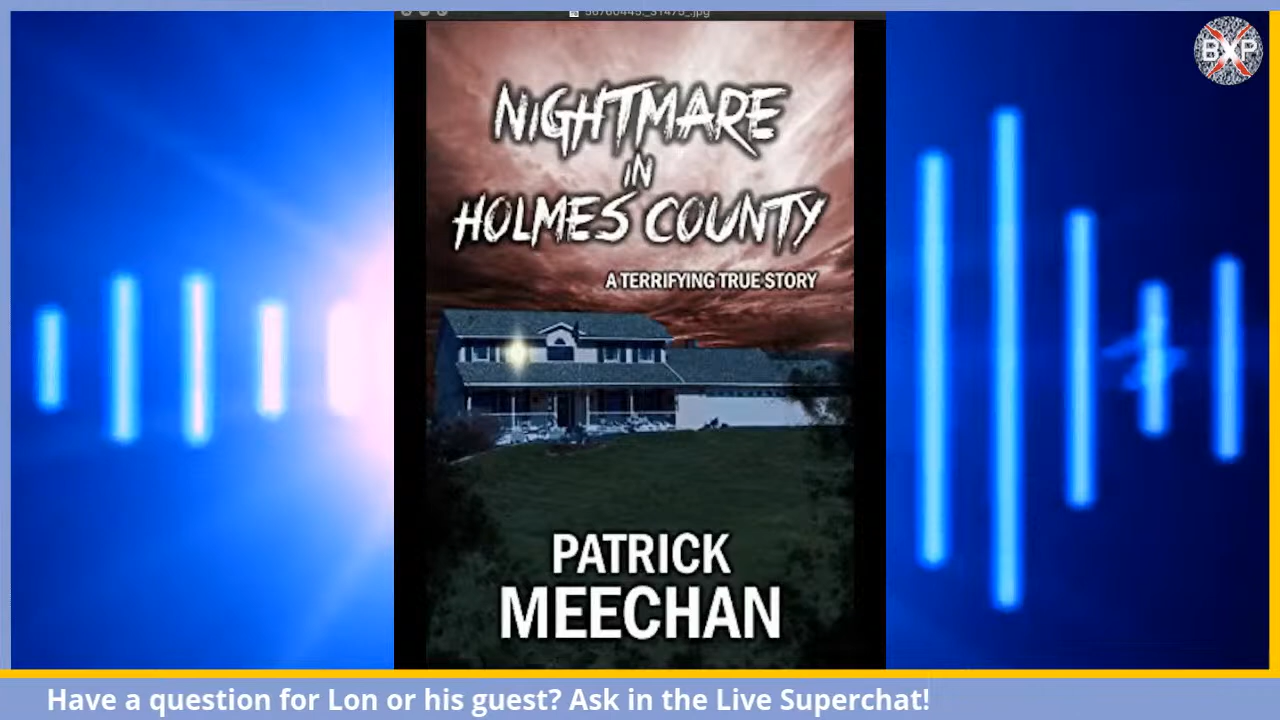 BXP
NIGHTMARE
IN
HOLMES COUNTY
A TERRIFYING TRUE STORY
PATRICK
MEECHAN
Have a question for Lon or his guest? Ask in the Live Superchat!